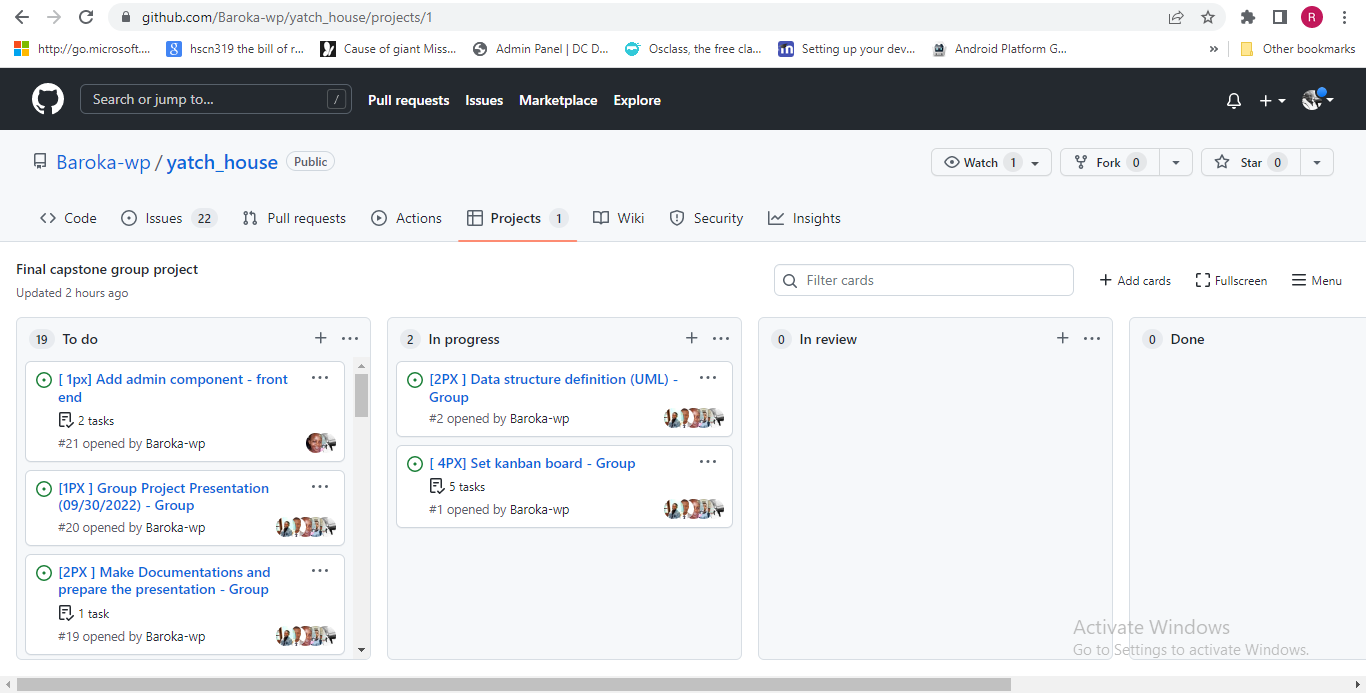 github.com/Baroka-wp/yatch_house/projects/1
R
http://go.microsoft.... hscn319 the bill of r... Cause of giant Miss... Admin Panel | DC D... Osclass, the free cla... Setting up your dev... Android Platform G... » Other bookmarks
Search or jump to... / Pull requests Issues Marketplace Explore
Baroka-wp / yatch_house Public
Watch 1 Fork 0 Star 0
Code Issues 22 Pull requests Actions Projects 1 Wiki Security Insights
Final capstone group project
Updated 2 hours ago
Filter cards Add cards Fullscreen Menu
19 To do
[ 1px] Add admin component - front
end
2 tasks
#21 opened by Baroka-wp
[1PX ] Group Project Presentation
(09/30/2022) - Group
#20 opened by Baroka-wp
[2PX ] Make Documentations and
prepare the presentation - Group
1 task
#19 opened by Baroka-wp
2 In progress
[2PX ] Data structure definition (UML) -
Group
#2 opened by Baroka-wp
[ 4PX] Set kanban board - Group
5 tasks
#1 opened by Baroka-wp
0 In review
0 Done
Activate Windows
Go to Settings to activate Windows.